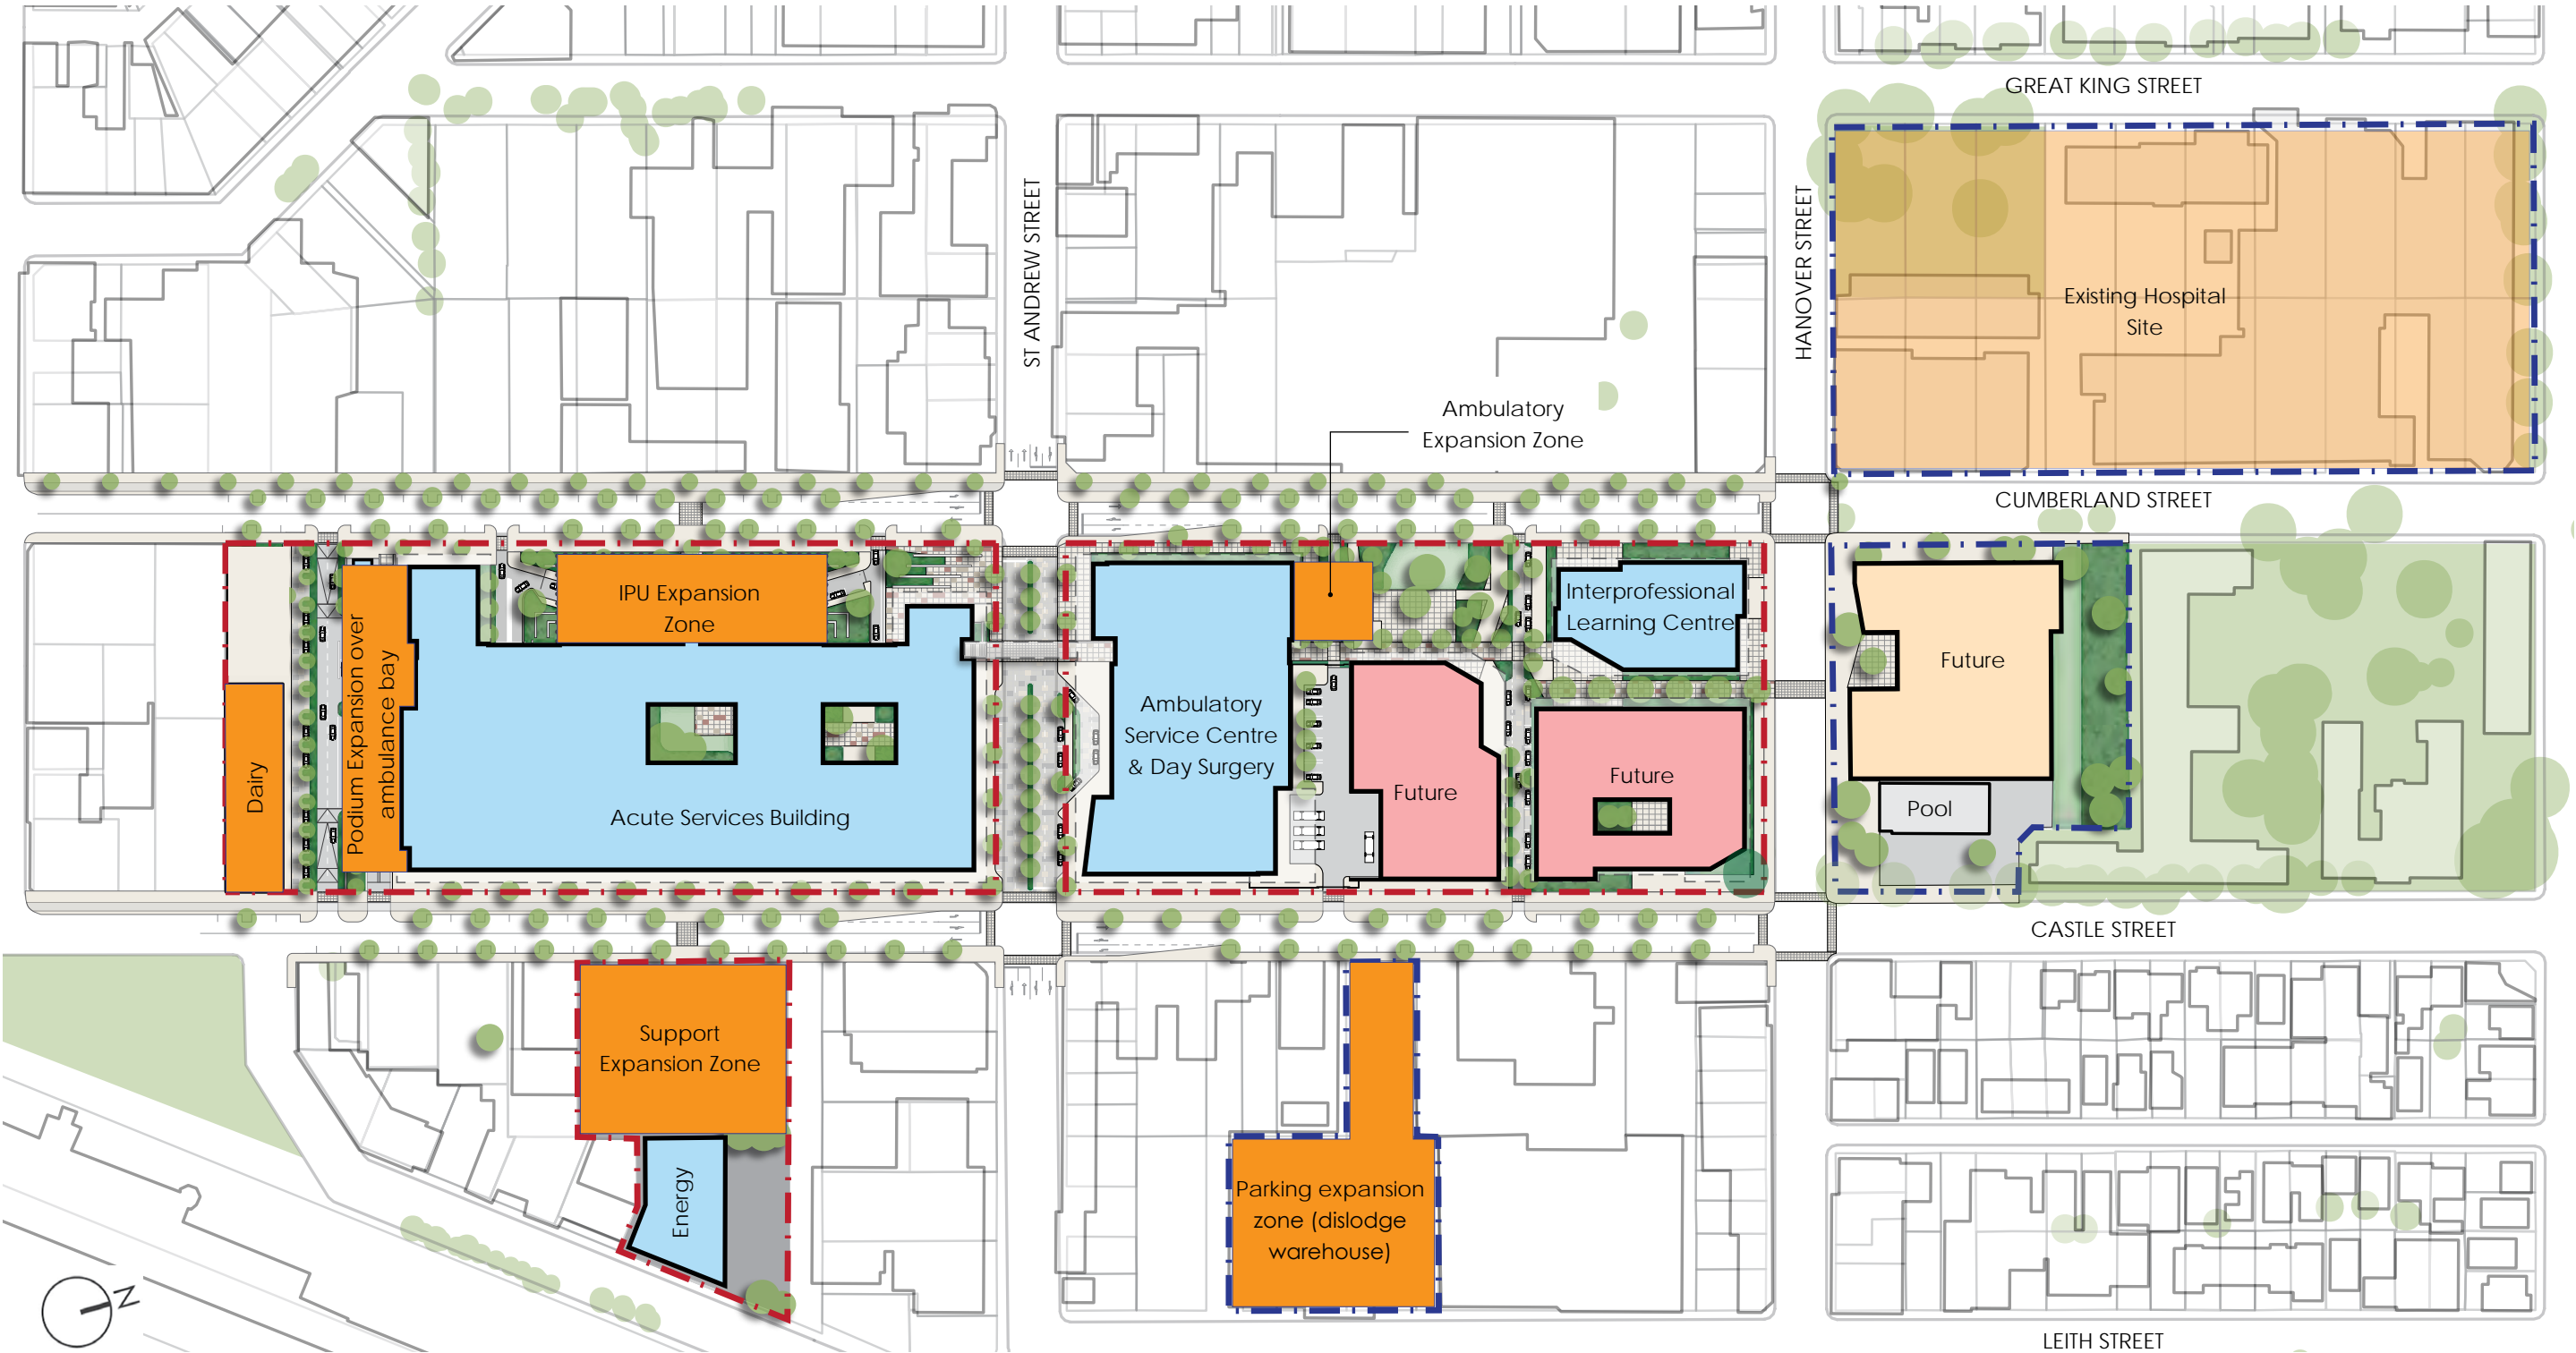 GREAT KING STREET
ST ANDREW STREET
HANOVER STREET
Existing Hospital
Site
Ambulatory
Expansion Zone
CUMBERLAND STREET
IPU Expansion
Zone
Interprofessional
Learning Centre
Podium Expansion over
ambulance bay
Future
Ambulatory
Service Centre
& Day Surgery
Dairy
Future
Future
Pool
Acute Services Building
CASTLE STREET
Support
Expansion Zone
Energy
Parking expansion
zone (dislodge
warehouse)
N
LEITH STREET